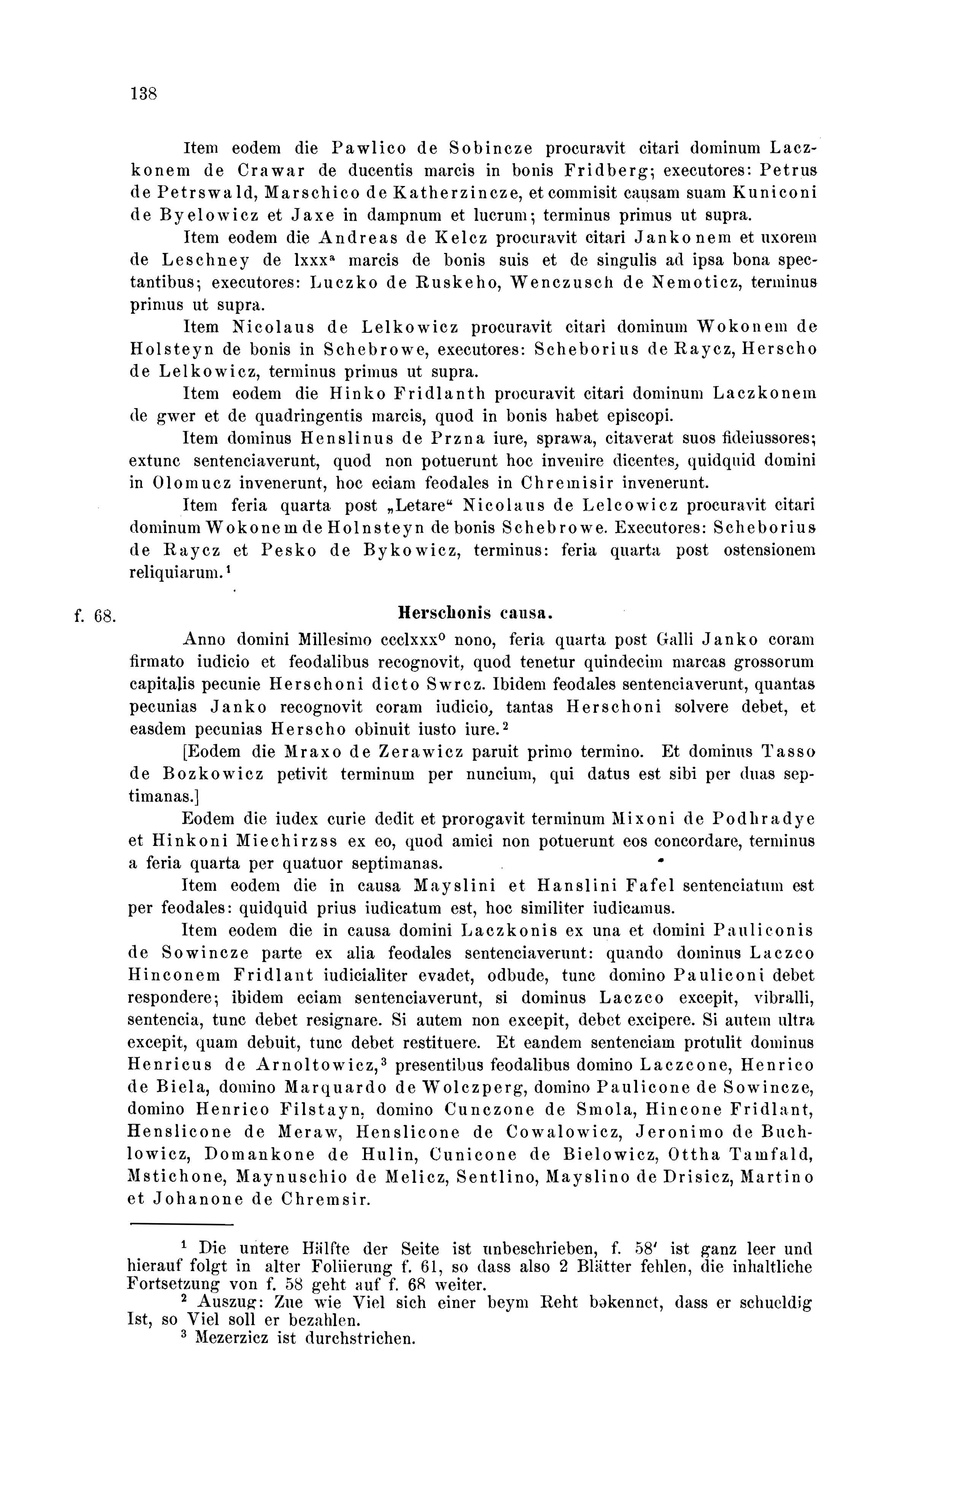 138
Item eodem die Pawlico de Sobincze procuravit citari dominum Lacz-
konem de Crawar de ducentis marcis in bonis Fridberg; executores: Petrus
de Petrswald, Marschico de Katherzincze, et commisit causam suam Kuniconi
de Byelowicz et Jaxe in dampnum et lucrum; terminus primus ut supra.
Item eodem die Andreas de Kelcz procuravit citari Jankonem et uxorem
de Leschney de lxxxª marcis de bonis suis et de singulis ad ipsa bona spec-
tantibus; executores: Luczko de Ruskeho, Wenczusch de Nemoticz, terminus
primus ut supra.
Item Nicolaus de Lelkowicz procuravit citari dominum Wokonem de
Holsteyn de bonis in Schebrowe, executores: Scheborius de Raycz, Herscho
de Lelkowicz, terminus primus ut supra.
Item eodem die Hinko Fridlanth procuravit citari dominum Laczkonem
de gwer et de quadringentis marcis, quod in bonis habet episcopi.
Item dominus Henslinus de Przna iure, sprawa, citaverat suos fideiussores;
extunc sentenciaverunt, quod non potuerunt hoc invenire dicentes, quidquid domini
in Olomucz invenerunt, hoc eciam feodales in Chremisir invenerunt.
Item feria quarta post „Letare“ Nicolaus de Lelcowicz procuravit citari
dominum Wokonem de Holnsteyn de bonis Schebrowe. Executores: Scheborius
de Raycz et Pesko de Bykowicz, terminus: feria quarta post ostensionem
reliquiarum.¹
f. 68. Herschonis causa.
Anno domini Millesimo ccclxxx⁰ nono, feria quarta post Galli Janko coram
firmato iudicio et feodalibus recognovit, quod tenetur quindecim marcas grossorum
capitalis pecunie Herschoni dicto Swrcz. Ibidem feodales sentenciaverunt, quantas
pecunias Janko recognovit coram iudicio, tantas Herschoni solvere debet, et
easdem pecunias Herscho obinuit iusto iure.²
[Eodem die Mraxo de Zerawicz paruit primo termino. Et dominus Tasso
de Bozkowicz petivit terminum per nuncium, qui datus est sibi per duas sep-
timanas.]
Eodem die iudex curie dedit et prorogavit terminum Mixoni de Podhradye
et Hinkoni Miechirzss ex eo, quod amici non potuerunt eos concordare, terminus
a feria quarta per quatuor septimanas.
Item eodem die in causa Mayslini et Hanslini Fafel sentenciatum est
per feodales: quidquid prius iudicatum est, hoc similiter iudicamus.
Item eodem die in causa domini Laczkonis ex una et domini Pauliconis
de Sowincze parte ex alia feodales sentenciaverunt: quando dominus Laczco
Hinconem Fridlant iudicialiter evadet, odbude, tunc domino Pauliconi debet
respondere; ibidem eciam sentenciaverunt, si dominus Laczco excepit, vibralli,
sentencia, tunc debet resignare. Si autem non excepit, debet excipere. Si autem ultra
excepit, quam debuit, tunc debet restituere. Et eandem sentenciam protulit dominus
Henricus de Arnoltowicz,³ presentibus feodalibus domino Laczcone, Henrico
de Biela, domino Marquardo de Wolczperg, domino Paulicone de Sowincze,
domino Henrico Filstayn, domino Cunczone de Smola, Hincone Fridlant,
Henslicone de Meraw, Henslicone de Cowalowicz, Jeronimo de Buch-
lowicz, Domankone de Hulin, Cunicone de Bielowicz, Ottha Tamfald,
Mstichone, Maynuschio de Melicz, Sentlino, Mayslino de Drisicz, Martino
et Johanone de Chremsir.
¹ Die untere Hälfte der Seite ist unbeschrieben, f. 58′ ist ganz leer und
hierauf folgt in alter Foliierung f. 61, so dass also 2 Blätter fehlen, die inhaltliche
Fortsetzung von f. 58 geht auf f. 68 weiter.
² Auszug: Zue wie Viel sich einer beym Reht bekennet, dass er schueldig
Ist, so Viel soll er bezahlen.
³ Mezerzicz ist durchstrichen.